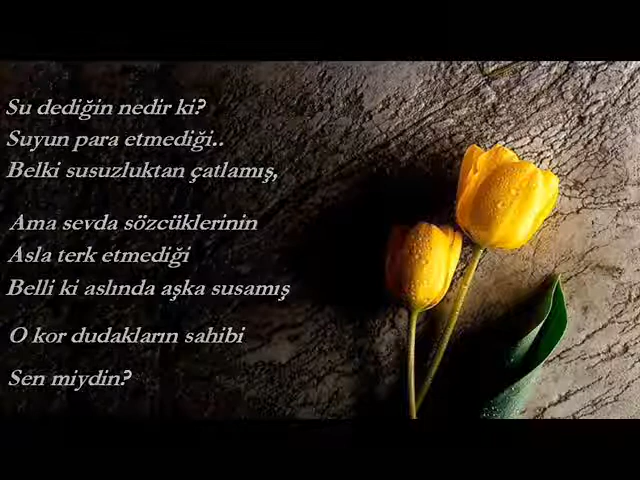 Su dediğin nedir ki?
Suyun para etmediği..
Belki susuzluktan çatlamış,
Ama sevda sözcüklerinin
Asla terk etmediği
Belli ki aslında aşka susamış
O kor dudakların sahibi
Sen miydin?